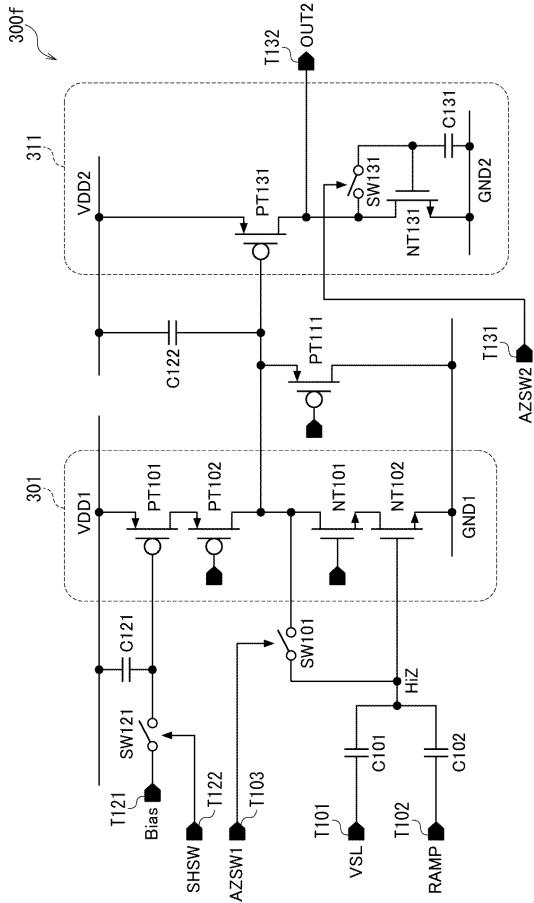 300f
311
301
VDD2
VDD1
PT131
T132
OUT2
C131
SW131
NT131
GND2
C122
PT111
T131
AZSW2
PT101
PT102
NT101
NT102
GND1
C121
SW121
T121
Bias
SHSW
T122
AZSW1
T103
SW101
HiZ
C101
C102
T101
VSL
T102
RAMP